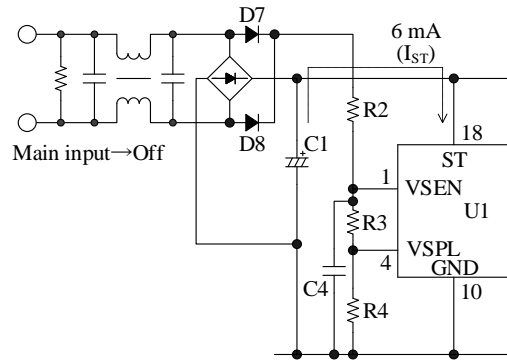 D7
6 mA
(IST)
R2
D8
C1
18
Main input→Off
ST
1
VSEN
U1
R3
VSPL
4
GND
C4
10
R4